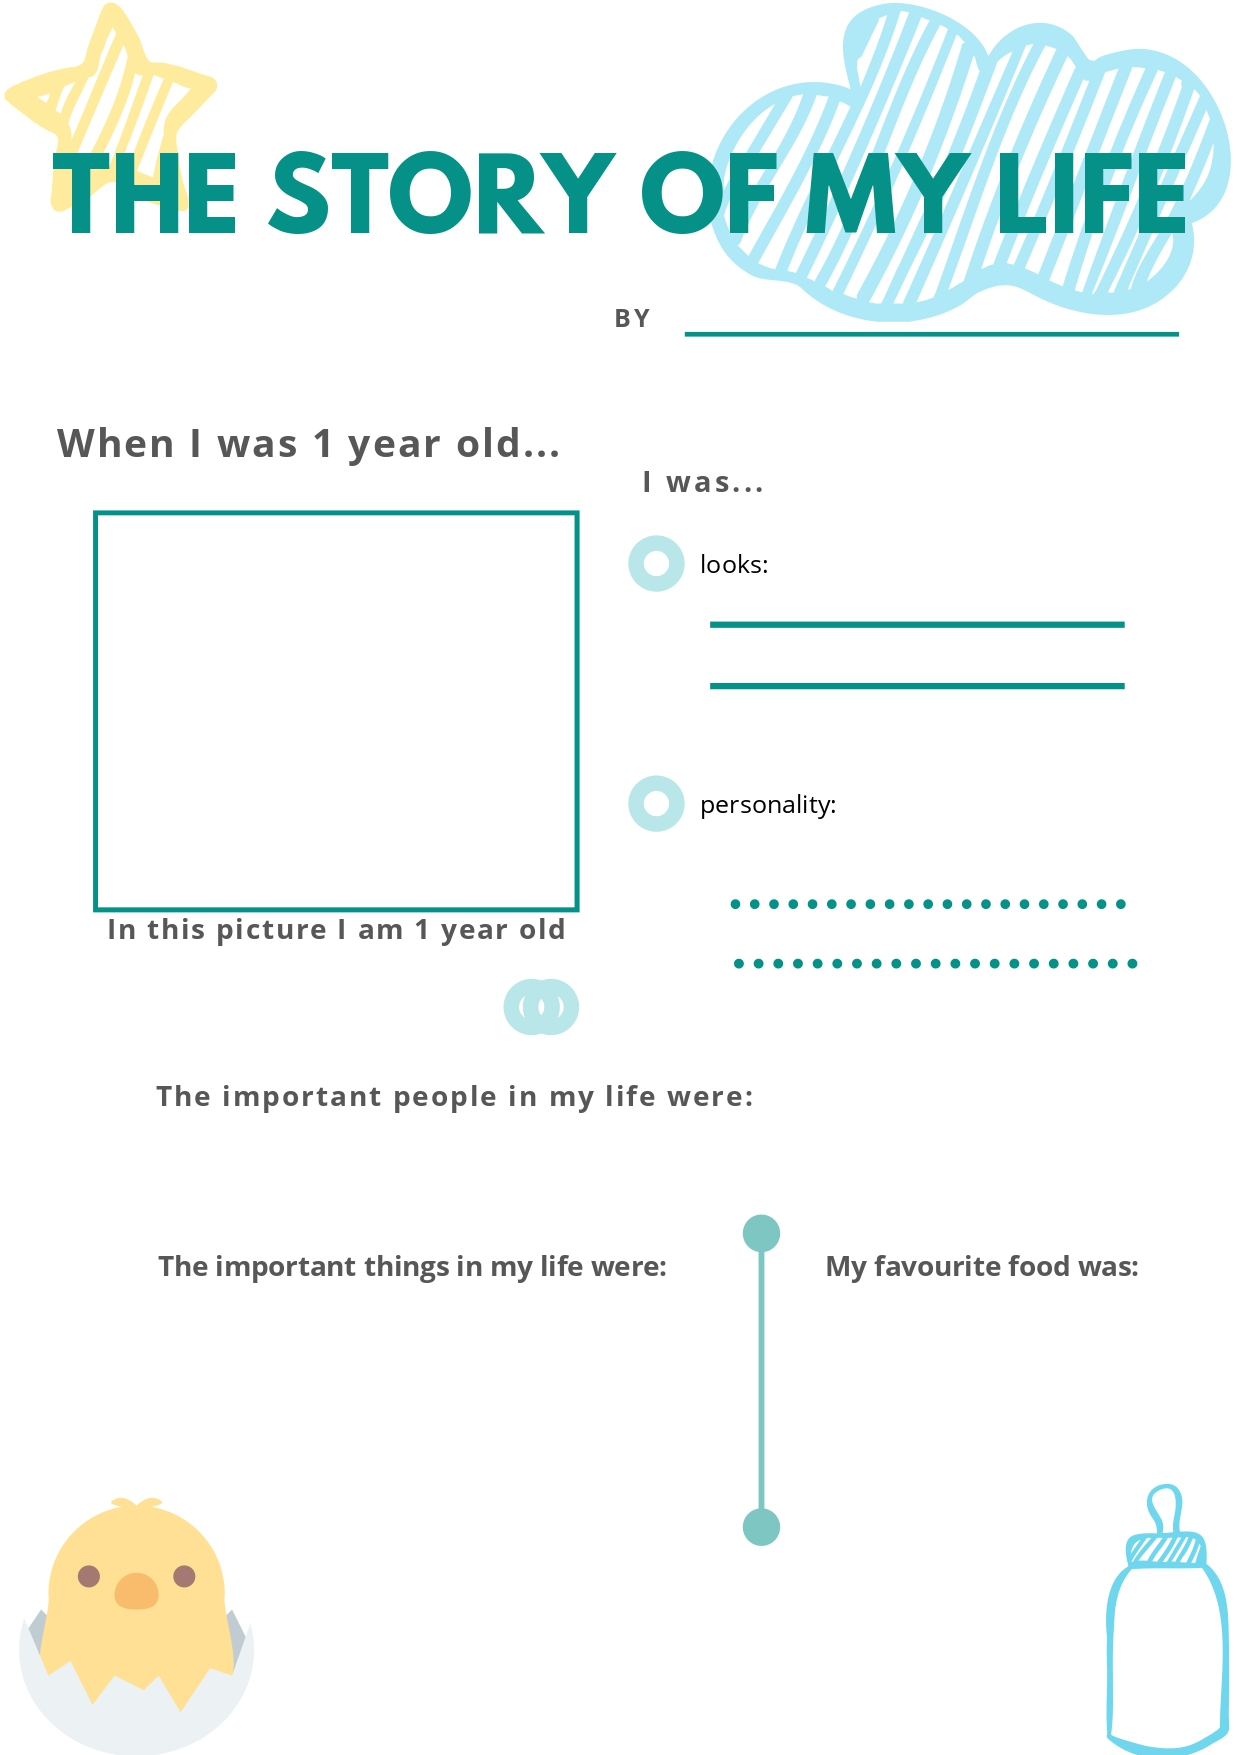 THE STORY OF MY LIFE
BY
When I was 1 year old...
I was...
looks:
personality:
In this picture I am 1 year old
The important people in my life were:
The important things in my life were:
My favourite food was: